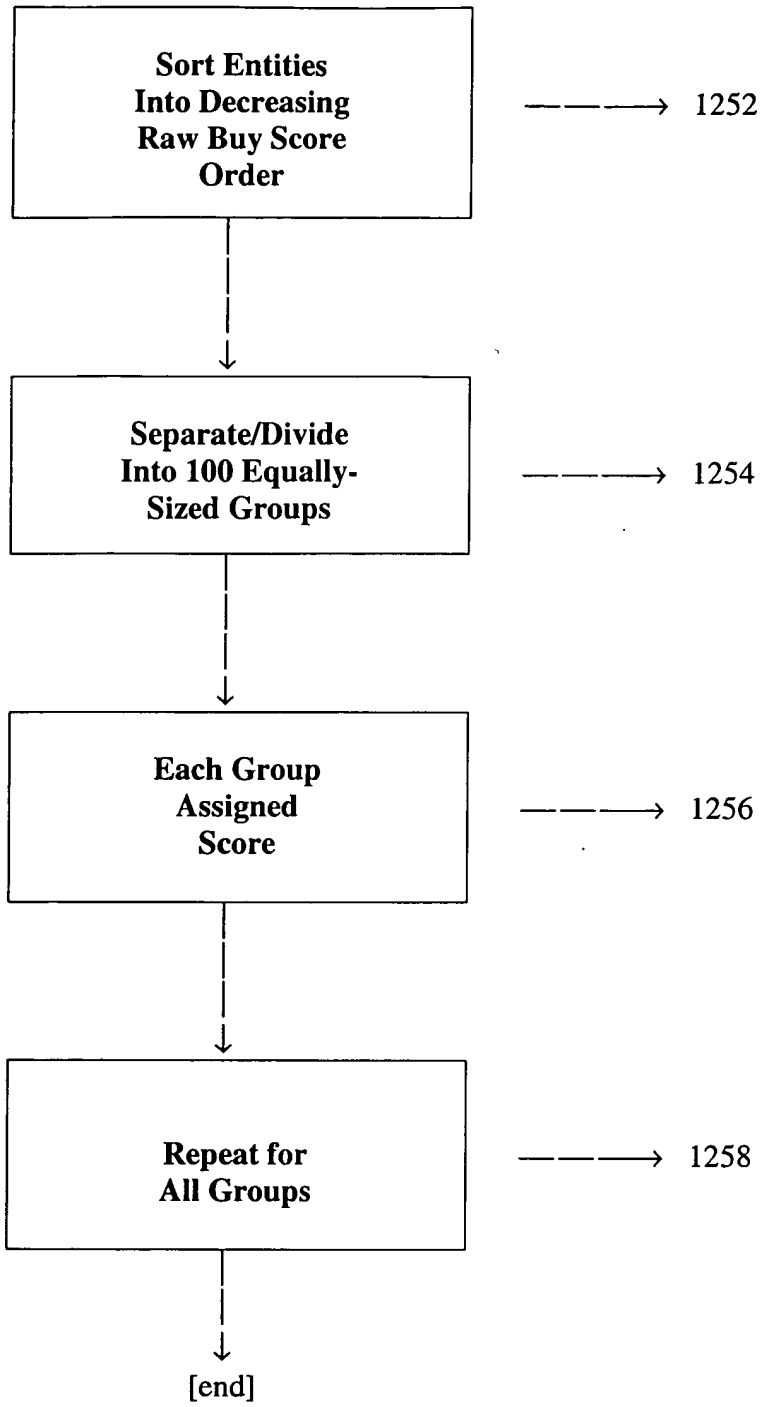 Sort Entities
Into Decreasing
Raw Buy Score
Order
1252
Separate/Divide
Into 100 Equally-
Sized Groups
1254
Each Group
Assigned
Score
1256
Repeat for
All Groups
1258
[end]